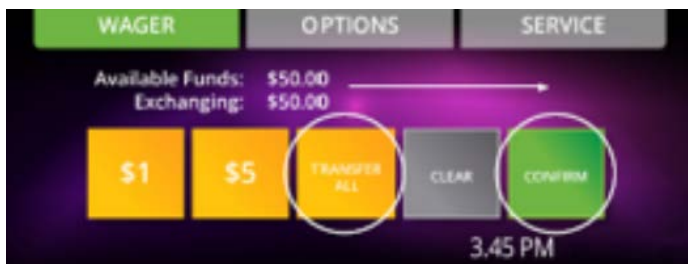 WAGER OPTIONS SERVICE
Available Funds: $50.00
Exchanging: $50.00
$1 $5 TRANSFER ALL CLEAR CONFIRM
3.45 PM